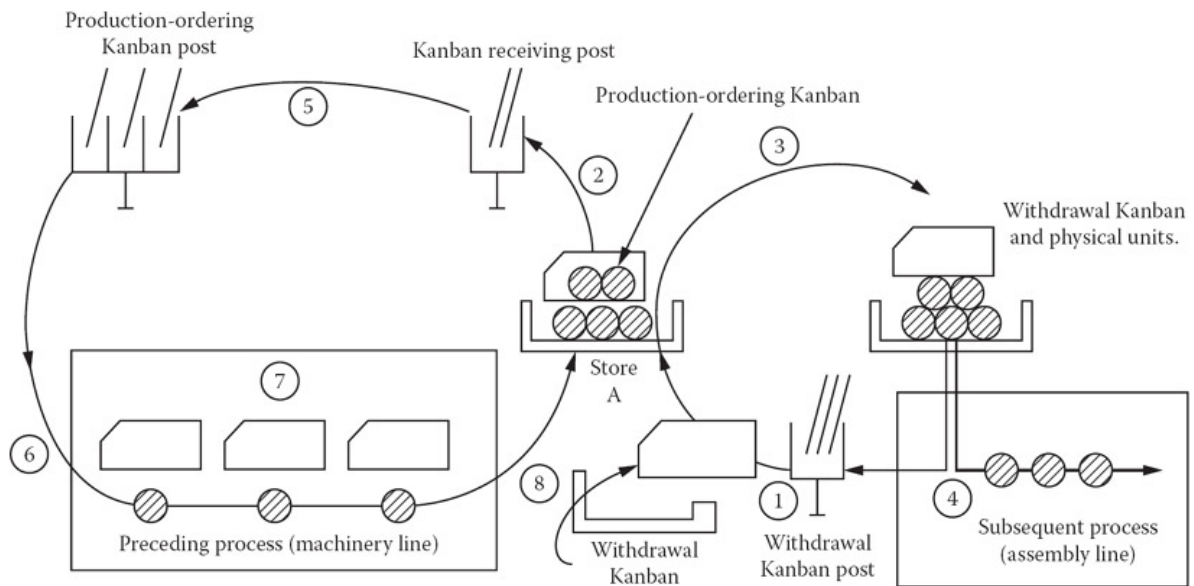 Production-ordering
Kanban post
Kanban receiving post
Production-ordering Kanban
5
3
2
Withdrawal Kanban
and physical units.
Store
A
7
6
8
1
4
Preceding process (machinery line)
Withdrawal
Kanban
Withdrawal
Kanban post
Subsequent process
(assembly line)